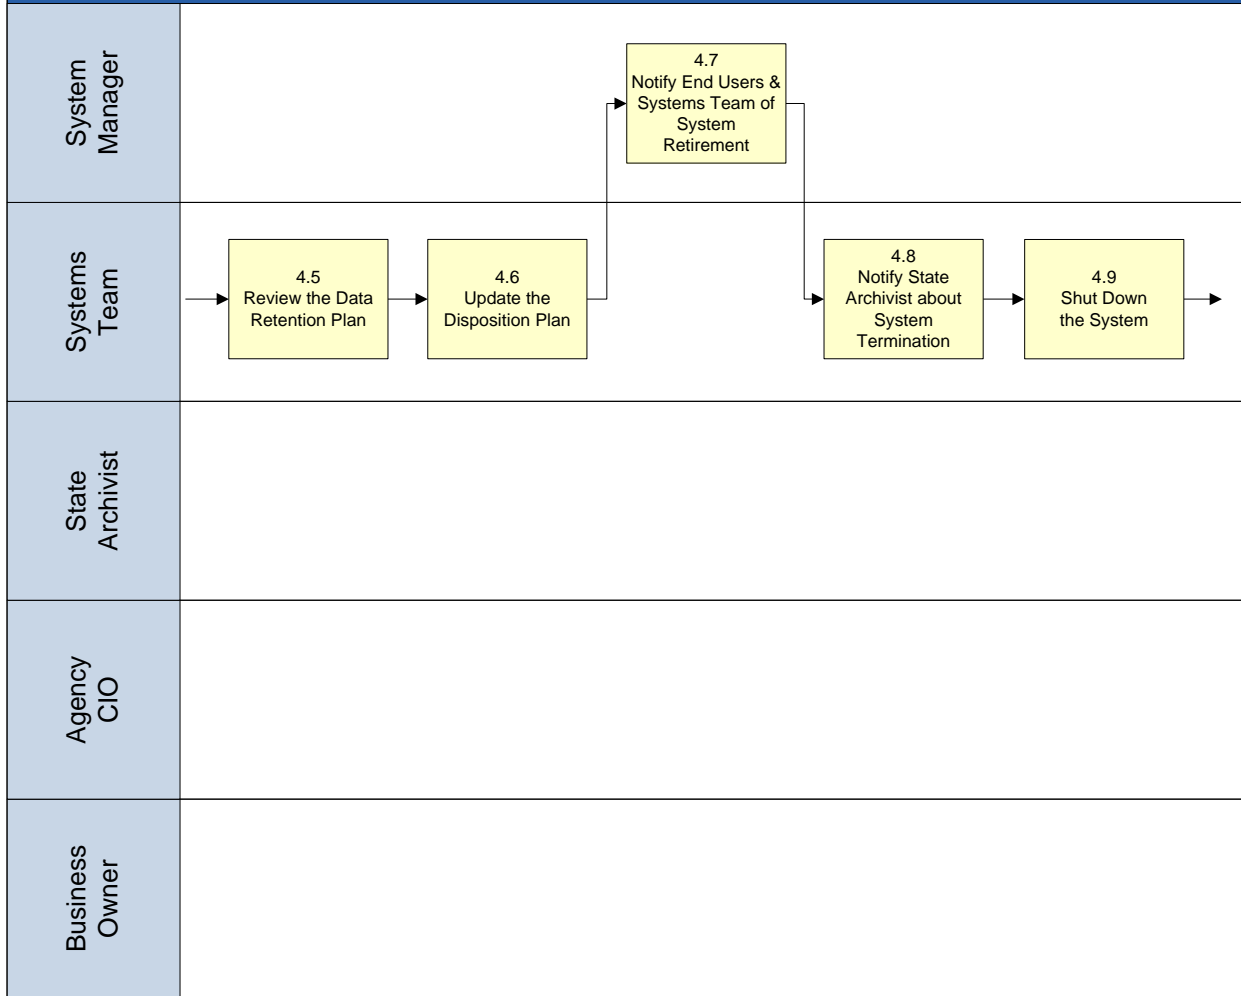 System
Manager
4.7
Notify End Users &
Systems Team of
System
Retirement
Systems
Team
4.5
Review the Data
Retention Plan
4.6
Update the
Disposition Plan
4.8
Notify State
Archivist about
System
Termination
4.9
Shut Down
the System
State
Archivist
Agency
CIO
Business
Owner